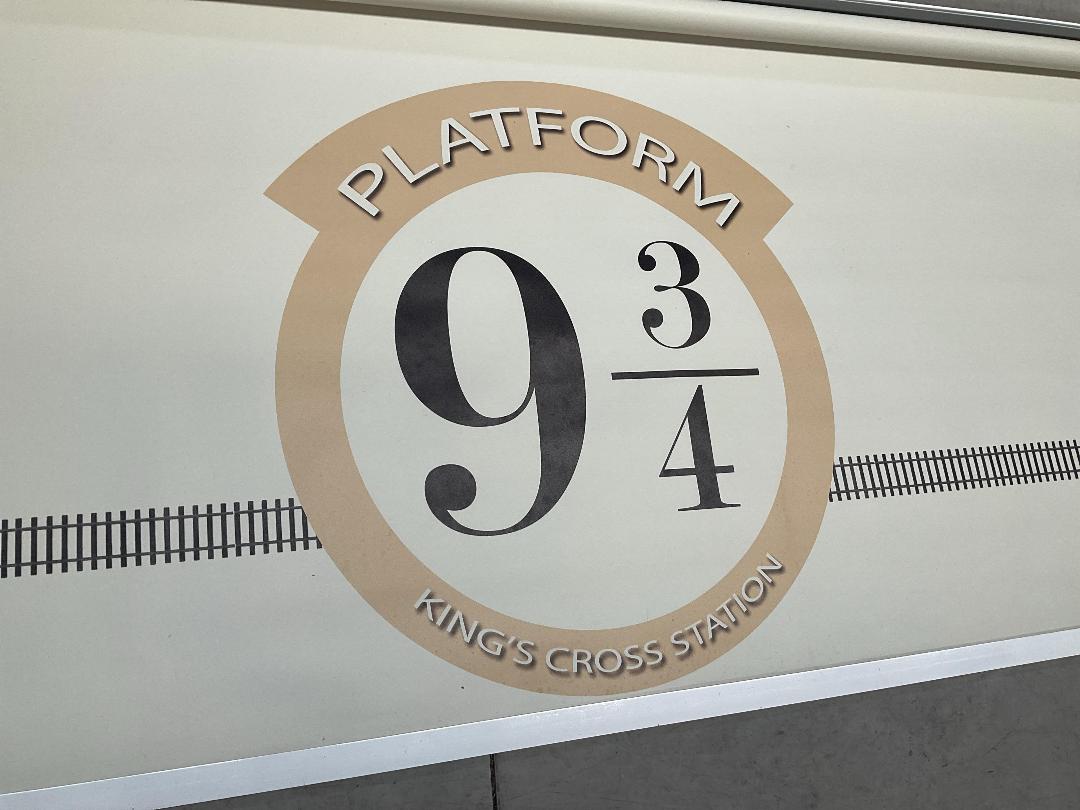 PLATFORM
9 3/4
KING'S CROSS STATION